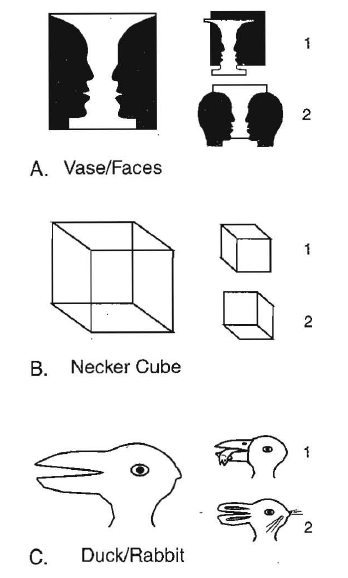 1
2
A. Vase/Faces
1
2
B. Necker Cube
1
2
C. Duck/Rabbit